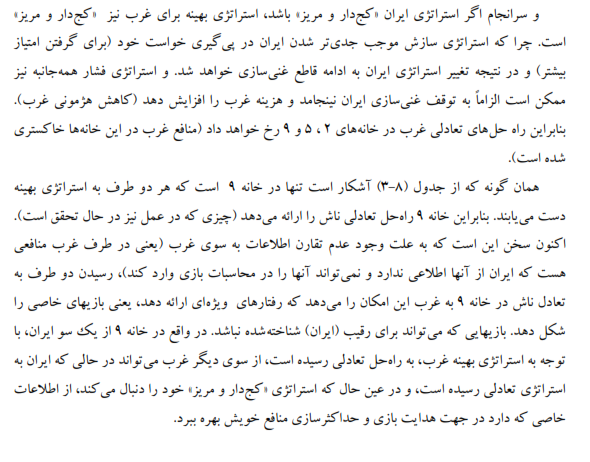 و سرانجام اگر استراتژی ایران «کج‌دار و مریز» باشد، استراتژی بهینه برای غرب نیز «کج‌دار و مریز»
است. چرا که استراتژی سازش موجب جدی‌تر شدن ایران در پی‌گیری خواست خود (برای گرفتن امتیاز
بیشتر) و در نتیجه تغییر استراتژی ایران به ادامه قاطع غنی‌سازی خواهد شد. و استراتژی فشار همه‌جانبه نیز
ممکن است الزاماً به توقف غنی‌سازی ایران نینجامد و هزینه غرب را افزایش دهد (کاهش هژمونی غرب).
بنابراین راه حل‌های تعادلی غرب در خانه‌های ۲ ، ۵ و ۹ رخ خواهد داد (منافع غرب در این خانه‌ها خاکستری
شده است).
همان گونه که از جدول (۸-۳) آشکار است تنها در خانه ۹ است که هر دو طرف به استراتژی بهینه
دست می‌یابند. بنابراین خانه ۹ راه‌حل تعادلی ناش را ارائه می‌دهد (چیزی که در عمل نیز در حال تحقق است).
اکنون سخن این است که به علت وجود عدم تقارن اطلاعات به سوی غرب (یعنی در طرف غرب منافعی
هست که ایران از آنها اطلاعی ندارد و نمی‌تواند آنها را در محاسبات بازی وارد کند)، رسیدن دو طرف به
تعادل ناش در خانه ۹ به غرب این امکان را می‌دهد که رفتارهای ویژه‌ای ارائه دهد، یعنی بازیهای خاصی را
شکل دهد. بازیهایی که می‌تواند برای رقیب (ایران) شناخته‌شده نباشد. در واقع در خانه ۹ از یک سو ایران، با
توجه به استراتژی بهینه غرب، به راه‌حل تعادلی رسیده است، از سوی دیگر غرب می‌تواند در حالی که ایران به
استراتژی تعادلی رسیده است، و در عین حال که استراتژی «کج‌دار و مریز» خود را دنبال می‌کند، از اطلاعات
خاصی که دارد در جهت هدایت بازی و حداکثرسازی منافع خویش بهره ببرد.